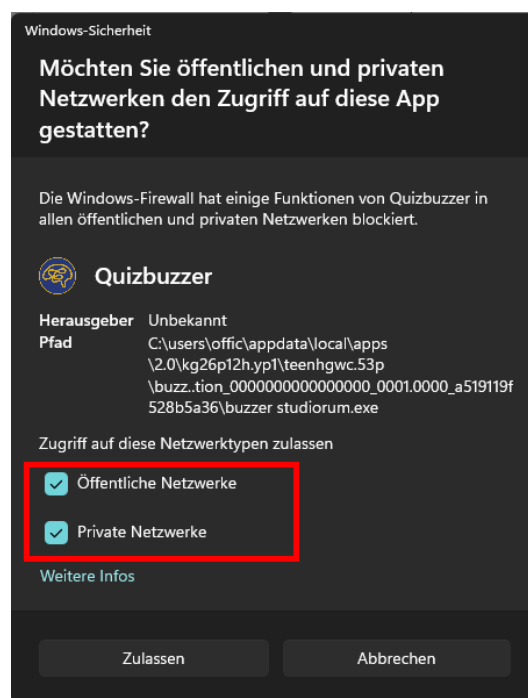 Windows-Sicherheit
Möchten Sie öffentlichen und privaten
Netzwerken den Zugriff auf diese App
gestatten?
Die Windows-Firewall hat einige Funktionen von Quizbuzzer in
allen öffentlichen und privaten Netzwerken blockiert.
Quizbuzzer
Herausgeber Unbekannt
Pfad C:\users\offic\appdata\local\apps
\2.0\kg26p12h.yp1\teenhgwc.53p
\buzz..tion_0000000000000000_0001.0000_a519119f
528b5a36\buzzer studiorum.exe
Zugriff auf diese Netzwerktypen zulassen
Öffentliche Netzwerke
Private Netzwerke
Weitere Infos
Zulassen Abbrechen